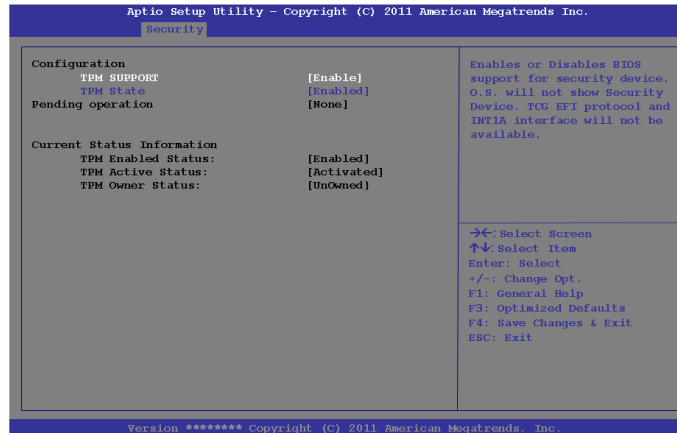 Aptio Setup Utility – Copyright (C) 2011 American Megatrends Inc.
Security
Configuration
TPM SUPPORT [Enable]
TPM State [Enabled]
Pending operation [None]
Current Status Information
TPM Enabled Status: [Enabled]
TPM Active Status: [Activated]
TPM Owner Status: [UnOwned}
Enables or Disables BIOS
support for security device.
O.S. will not show Security
Device. TCG EFI protocol and
INT1A interface will not be
available.
→←:Select Screen
↑↓:Select Item
Enter: Select
+/-: Change Opt.
F1: General Help
F3: Optimized Defaults
F4: Save Changes & Exit
ESC: Exit
Version ******** Copyright (C) 2011 American Megatrends. Inc.